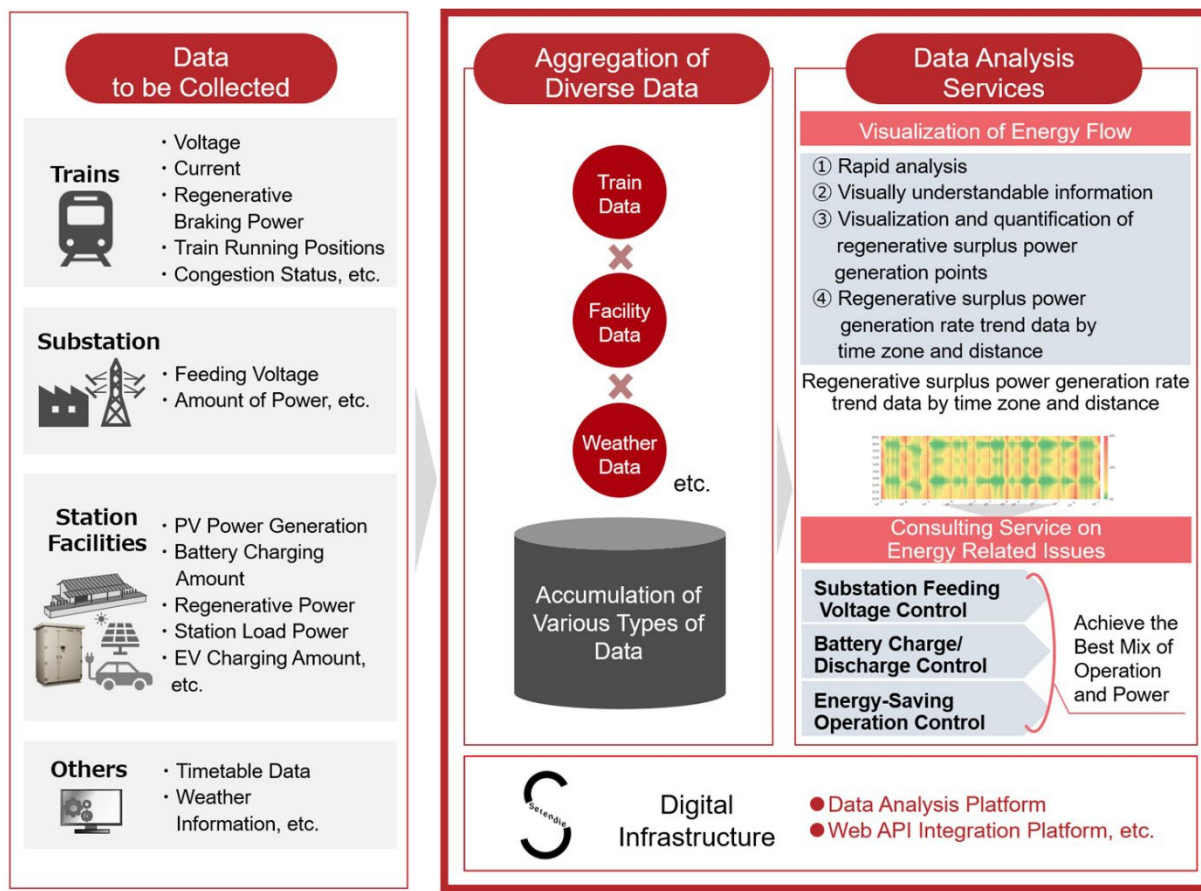 Data
to be Collected
Trains
・Voltage
・Current
・Regenerative
Braking Power
・Train Running Positions
・Congestion Status, etc.
Substation
・Feeding Voltage
・Amount of Power, etc.
Station
Facilities
・PV Power Generation
・Battery Charging
Amount
・Regenerative Power
・Station Load Power
・EV Charging Amount,
etc.
Others
・Timetable Data
・Weather
Information, etc.
Aggregation of
Diverse Data
Train
Data
Facility
Data
Weather
Data
etc.
Accumulation of
Various Types of
Data
Data Analysis
Services
Visualization of Energy Flow
① Rapid analysis
② Visually understandable information
③ Visualization and quantification of
regenerative surplus power
generation points
④ Regenerative surplus power
generation rate trend data by
time zone and distance
Regenerative surplus power generation rate
trend data by time zone and distance
Consulting Service on
Energy Related Issues
Substation Feeding
Voltage Control
Battery Charge/
Discharge Control
Energy-Saving
Operation Control
Achieve the
Best Mix of
Operation
and Power
Serendie
Digital
Infrastructure
●Data Analysis Platform
●Web API Integration Platform, etc.